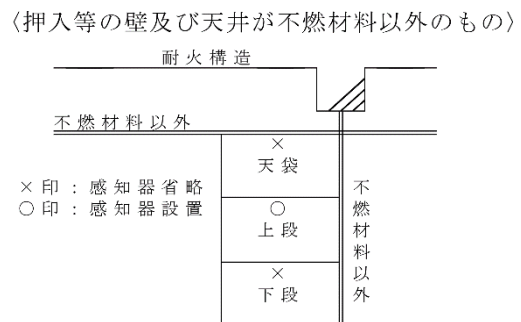 〈押入等の壁及び天井が不燃材料以外のもの〉
耐火構造
不燃材料以外
×
天袋
×印：感知器省略
○印：感知器設置
○
上段
×
下段
不燃材料以外